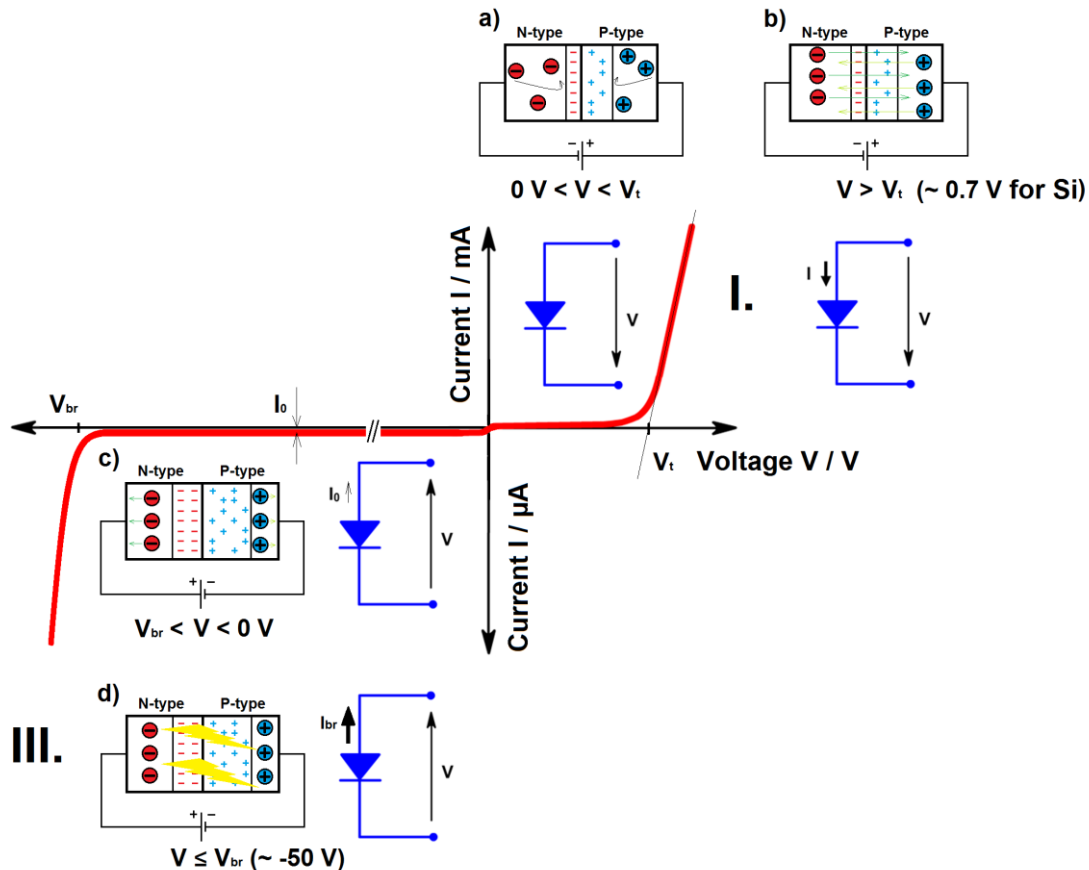 a)
N-type P-type
− +
0 V < V < Vt
b)
N-type P-type
− +
V > Vt (~ 0.7 V for Si)
Current I / mA
V
I.
I
V
Vbr
I₀
//
Vt
Voltage V / V
c)
N-type P-type
+ −
Vbr < V < 0 V
I₀
V
Current I / µA
III.
d)
N-type P-type
+ −
V ≤ Vbr (~ -50 V)
Ibr
V